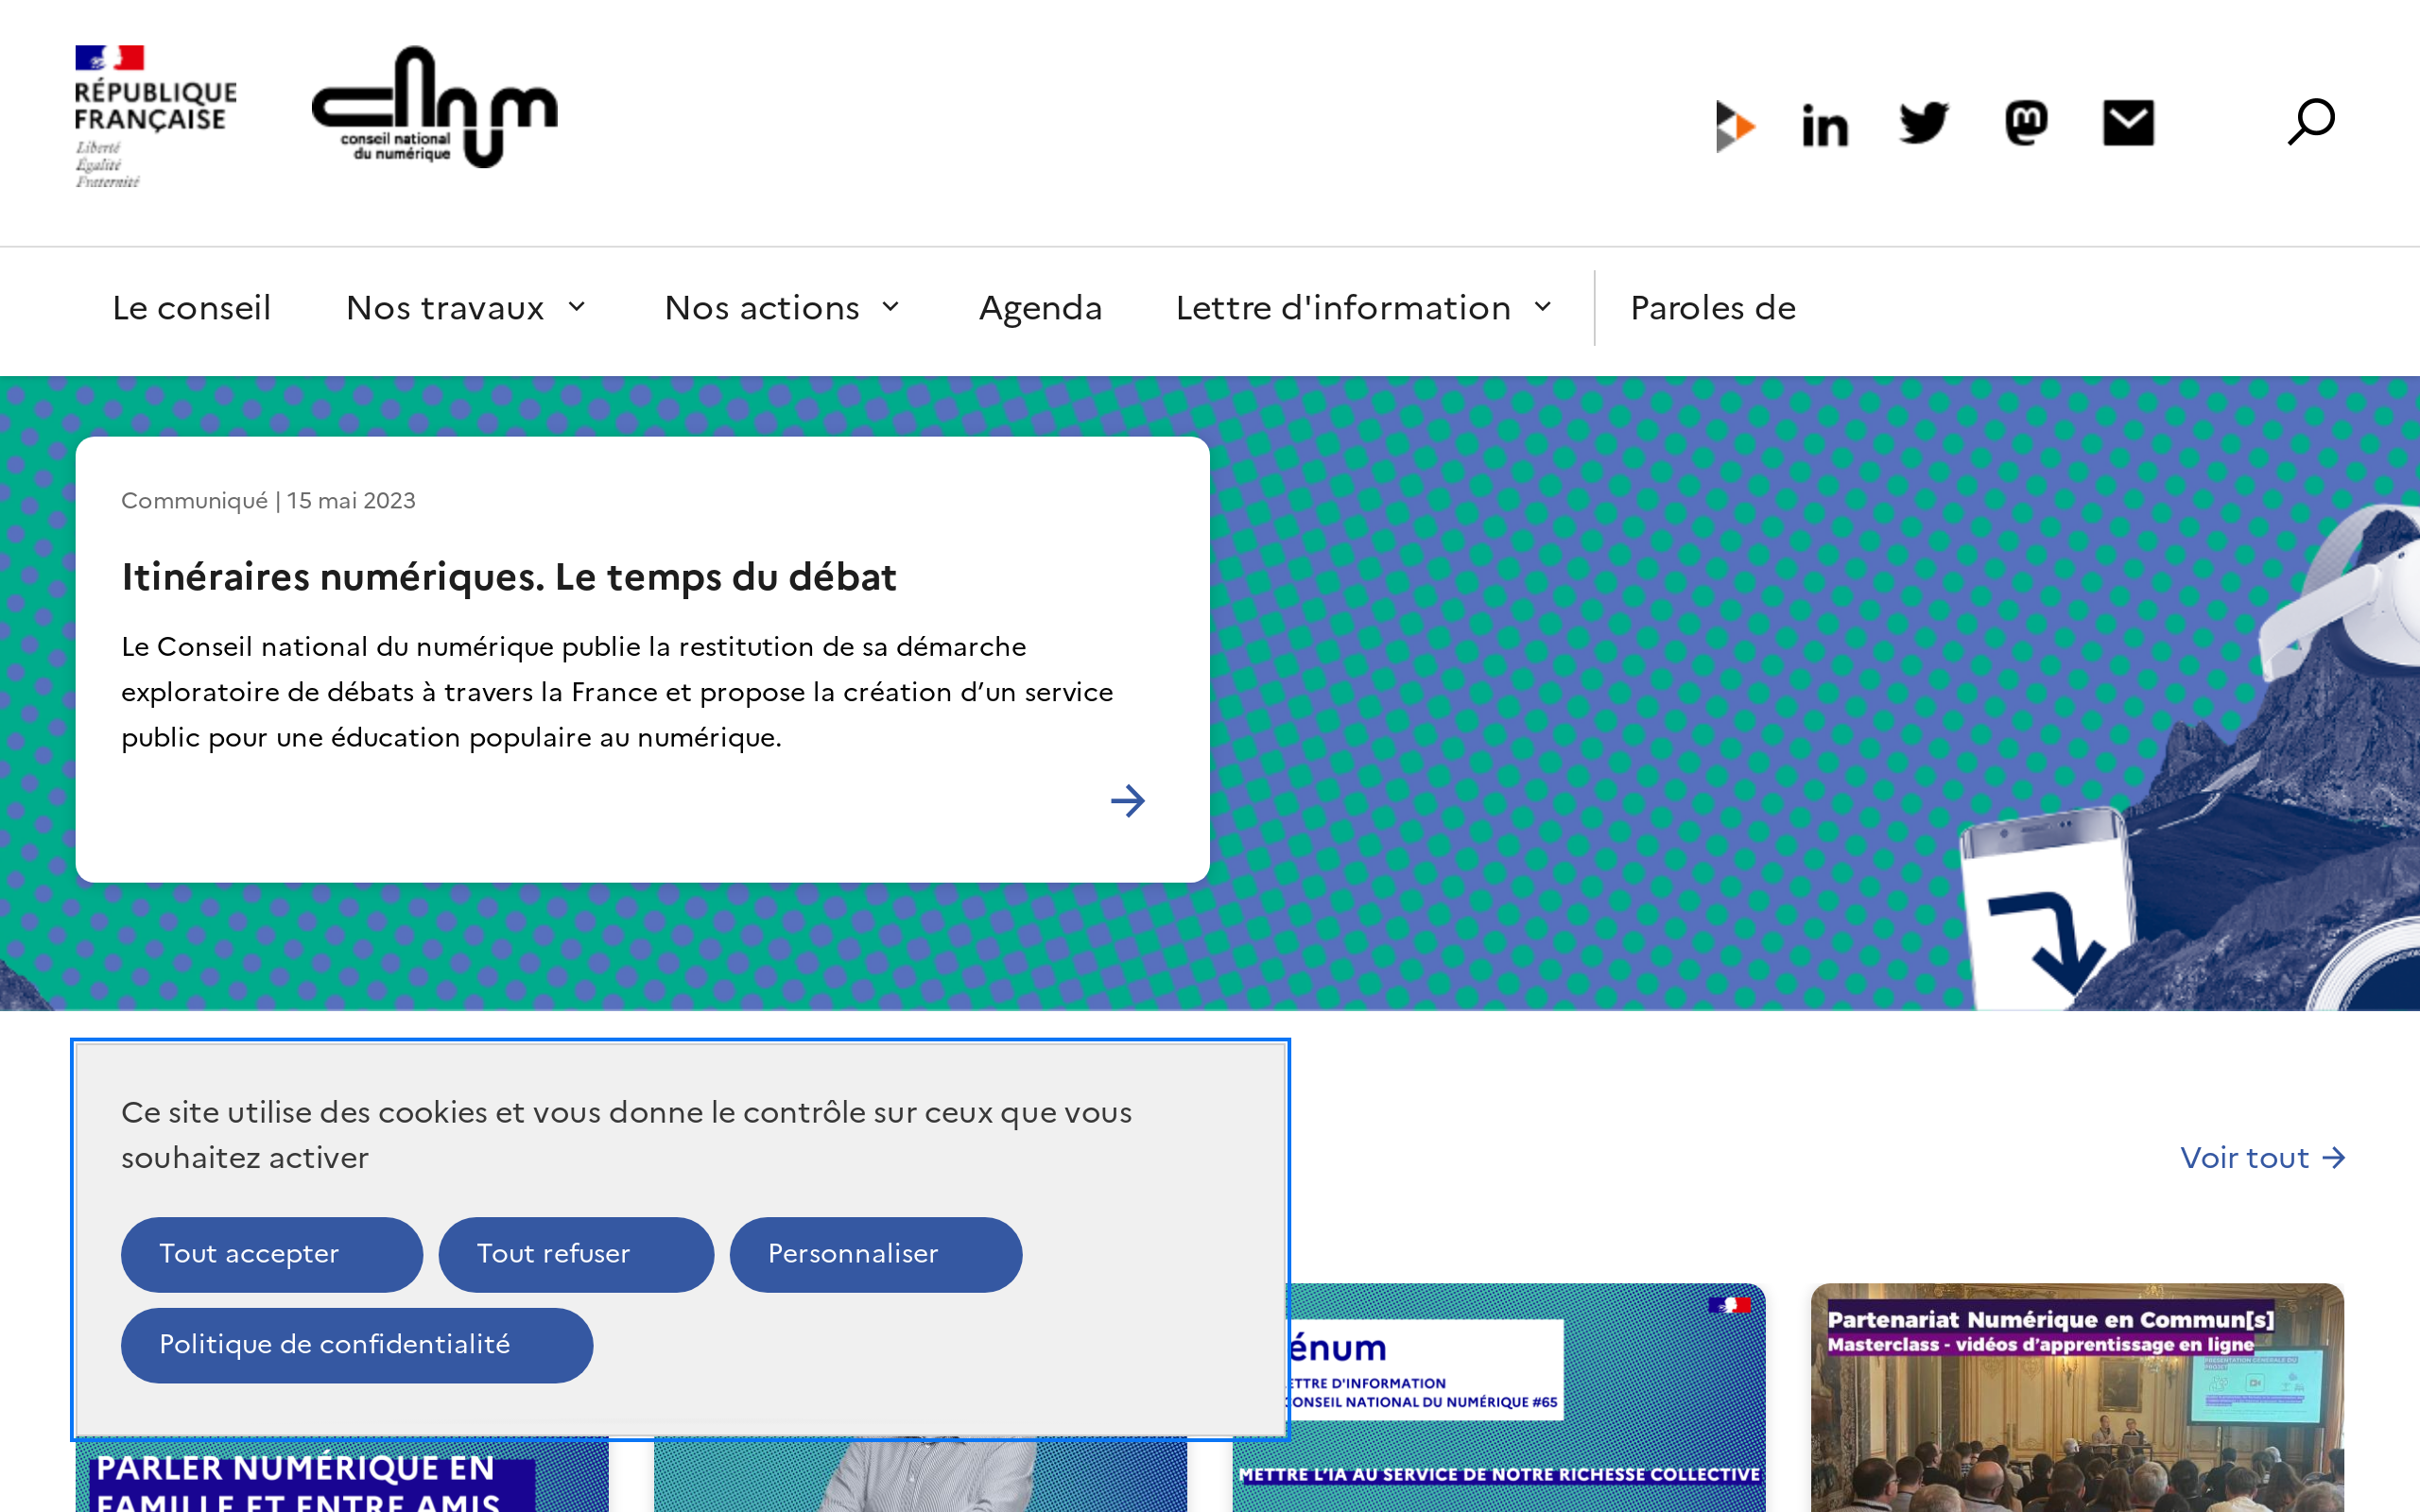 RÉPUBLIQUE
FRANÇAISE
Liberté
Égalité
Fraternité
cnnum
conseil national
du numérique
in
Le conseil
Nos travaux
Nos actions
Agenda
Lettre d'information
Paroles de
Communiqué | 15 mai 2023
Itinéraires numériques. Le temps du débat
Le Conseil national du numérique publie la restitution de sa démarche
exploratoire de débats à travers la France et propose la création d’un service
public pour une éducation populaire au numérique.
Ce site utilise des cookies et vous donne le contrôle sur ceux que vous
souhaitez activer
Tout accepter
Tout refuser
Personnaliser
Politique de confidentialité
Voir tout
PARLER NUMÉRIQUE EN
FAMILLE ET ENTRE AMIS
énum
ETTRE D'INFORMATION
ONSEIL NATIONAL DU NUMÉRIQUE #65
METTRE L’IA AU SERVICE DE NOTRE RICHESSE COLLECTIVE
Partenariat Numérique en Commun[s]
Masterclass - vidéos d’apprentissage en ligne